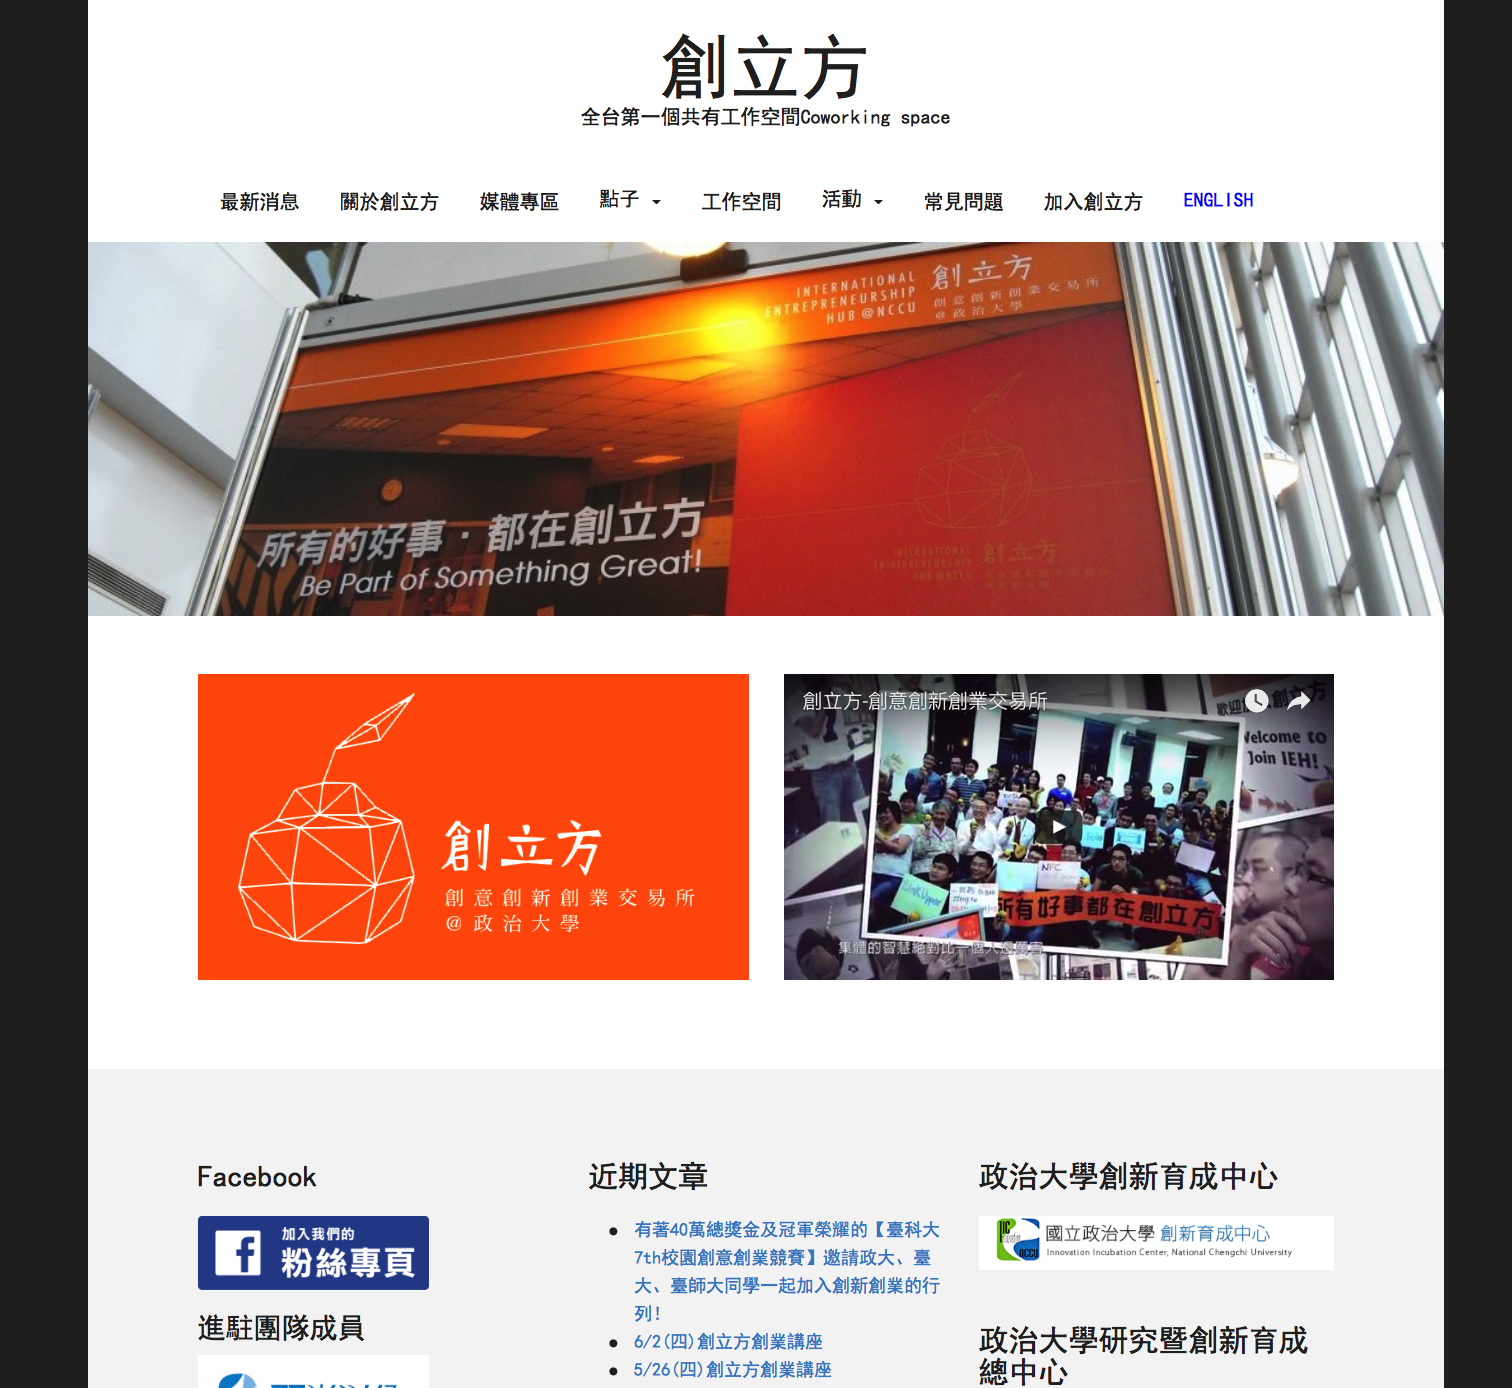 創立方
全台第一個共有工作空間Coworking space
最新消息
關於創立方
媒體專區
點子
工作空間
活動
常見問題
加入創立方
ENGLISH
INTERNATIONAL
ENTREPRENEURSHIP
HUB @NCCU
創立方
創意創新創業交易所
@政治大學
所有的好事·都在創立方
Be Part of Something Great!
INTERNATIONAL
ENTREPRENEURSHIP
HUB@NCCU
創立方
創立方
創意創新創業交易所
@政治大學
創立方-創意創新創業交易所
Welcome to
Join IEH!
NFC
所有好事都在創立方
集體的智慧絕對比一個人還厲害
Facebook
加入我們的
粉絲專頁
進駐團隊成員
近期文章
有著40萬總獎金及冠軍榮耀的【臺科大
7th校園創意創業競賽】邀請政大、臺
大、臺師大同學一起加入創新創業的行
列!
6/2(四)創立方創業講座
5/26(四)創立方創業講座
政治大學創新育成中心
國立政治大學 創新育成中心
Innovation Incubation Center, National Chengchi University
政治大學研究暨創新育成
總中心